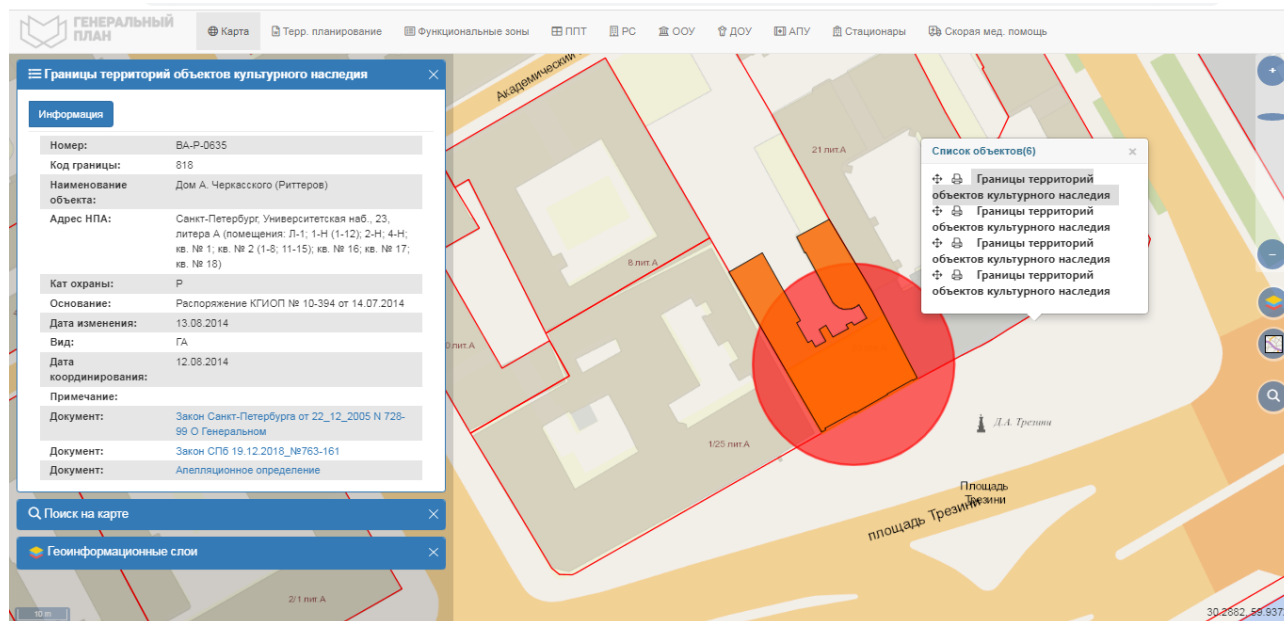 ГЕНЕРАЛЬНЫЙ
ПЛАН
Карта
Терр. планирование
Функциональные зоны
ППТ
РС
ООУ
ДОУ
АПУ
Стационары
Скорая мед. помощь
Границы территорий объектов культурного наследия
Информация
Номер: ВА-Р-0635
Код границы: 818
Наименование Дом А. Черкасского (Риттеров)
объекта:
Адрес НПА: Санкт-Петербург, Университетская наб., 23,
литера А (помещения: Л-1; 1-Н (1-12); 2-Н; 4-Н;
кв. № 1; кв. № 2 (1-8; 11-15); кв. № 16; кв. № 17;
кв. № 18)
Кат охраны: Р
Основание: Распоряжение КГИОП № 10-394 от 14.07.2014
Дата изменения: 13.08.2014
Вид: ГА
Дата 12.08.2014
координирования:
Примечание:
Документ: Закон Санкт-Петербурга от 22_12_2005 N 728-
99 О Генеральном
Документ: Закон СПб 19.12.2018_№763-161
Документ: Апелляционное определение
Поиск на карте
Геоинформационные слои
Академический
21 лит.А
6 лит.А
лит.А
1/25 лит.А
2/1 лит.А
Список объектов(6)
Границы территорий
объектов культурного наследия
Границы территорий
объектов культурного наследия
Границы территорий
объектов культурного наследия
Границы территорий
объектов культурного наследия
Д.А. Трезини
Площадь
Трезини
площадь Трезини
10 m
30.2882, 59.937